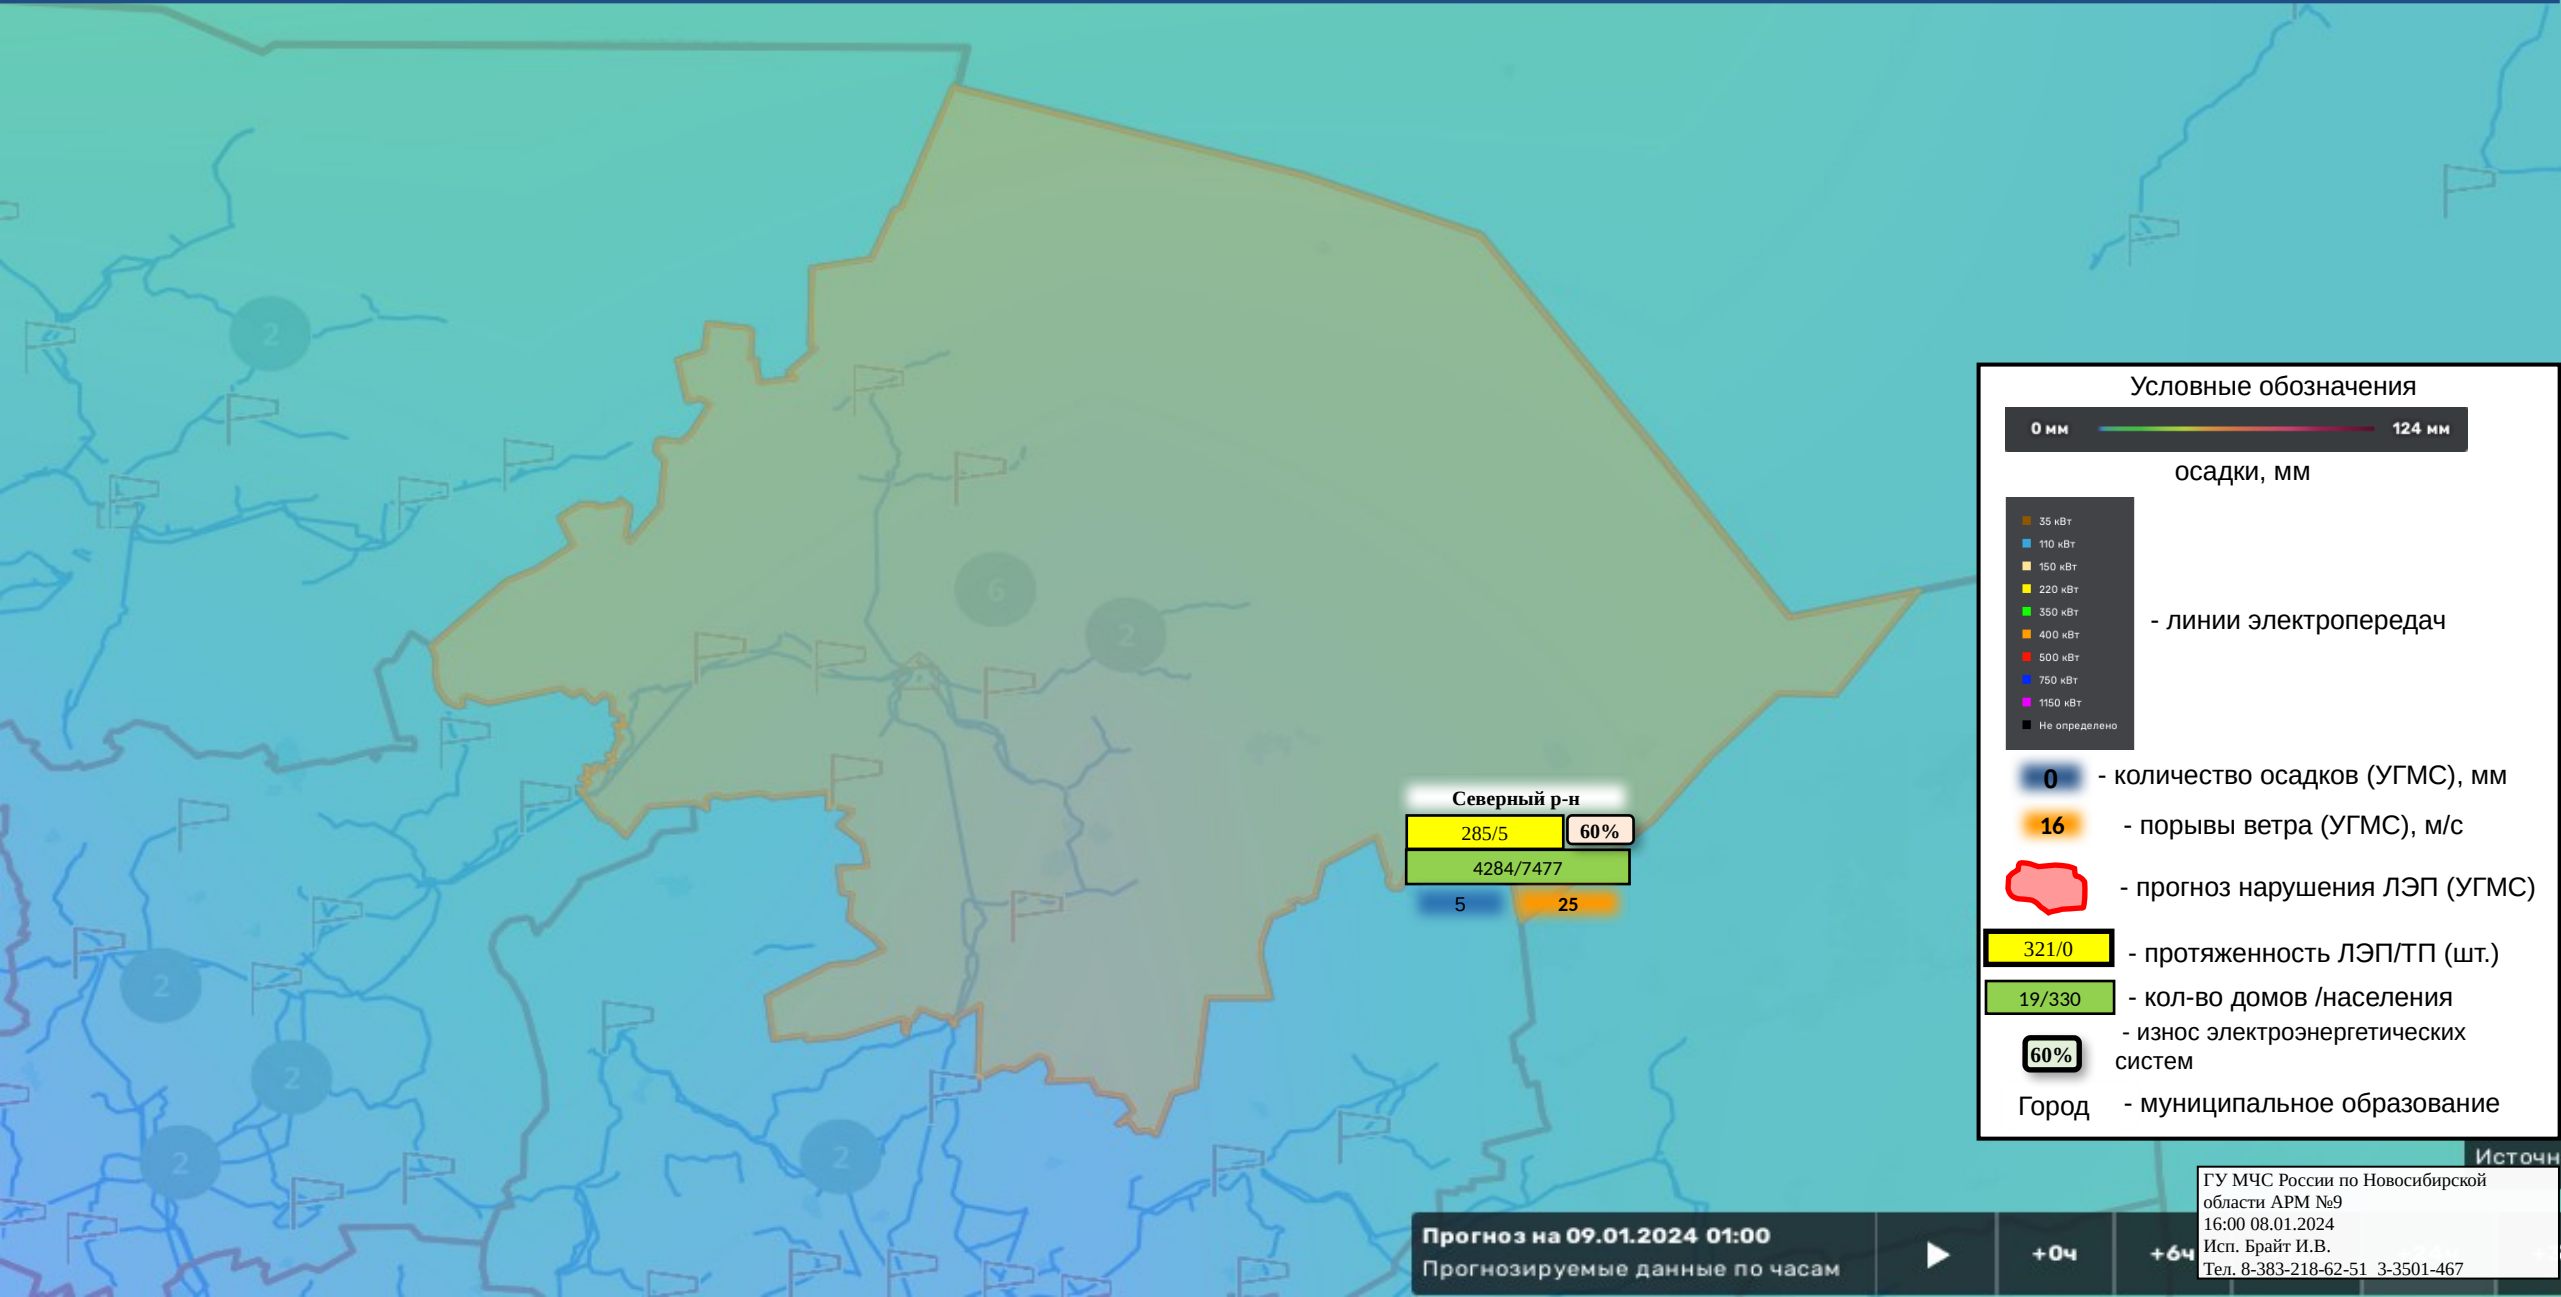 2
6
2
Северный р-н
285/5
60%
4284/7477
5
25
2
2
2
2
Условные обозначения
0 мм
124 мм
осадки, мм
35 кВт
110 кВт
150 кВт
220 кВт
350 кВт
400 кВт
500 кВт
750 кВт
1150 кВт
Не определено
- линии электропередач
0 - количество осадков (УГМС), мм
16 - порывы ветра (УГМС), м/с
- прогноз нарушения ЛЭП (УГМС)
321/0 - протяженность ЛЭП/ТП (шт.)
19/330 - кол-во домов /населения
60% - износ электроэнергетических
систем
Город - муниципальное образование
ГУ МЧС России по Новосибирской
области АРМ №9
16:00 08.01.2024
Исп. Брайт И.В.
Тел. 8-383-218-62-51 3-3501-467
Прогноз на 09.01.2024 01:00
Прогнозируемые данные по часам
+0ч
+6ч